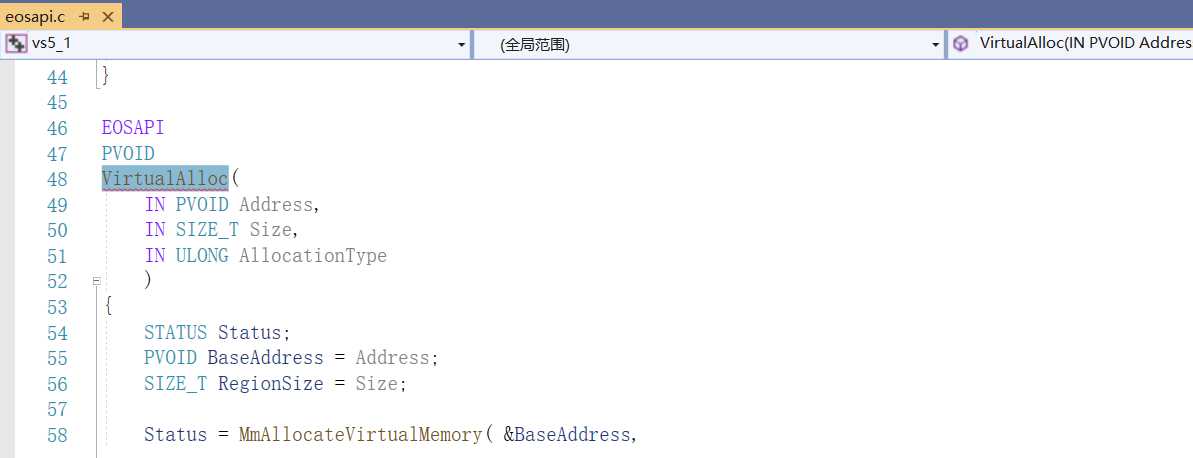 eosapi.c
vs5_1
(全局范围)
VirtualAlloc(IN PVOID Addres
44 }
45
46 EOSAPI
47 PVOID
48 VirtualAlloc(
49     IN PVOID Address,
50     IN SIZE_T Size,
51     IN ULONG AllocationType
52     )
53 {
54     STATUS Status;
55     PVOID BaseAddress = Address;
56     SIZE_T RegionSize = Size;
57
58     Status = MmAllocateVirtualMemory( &BaseAddress,